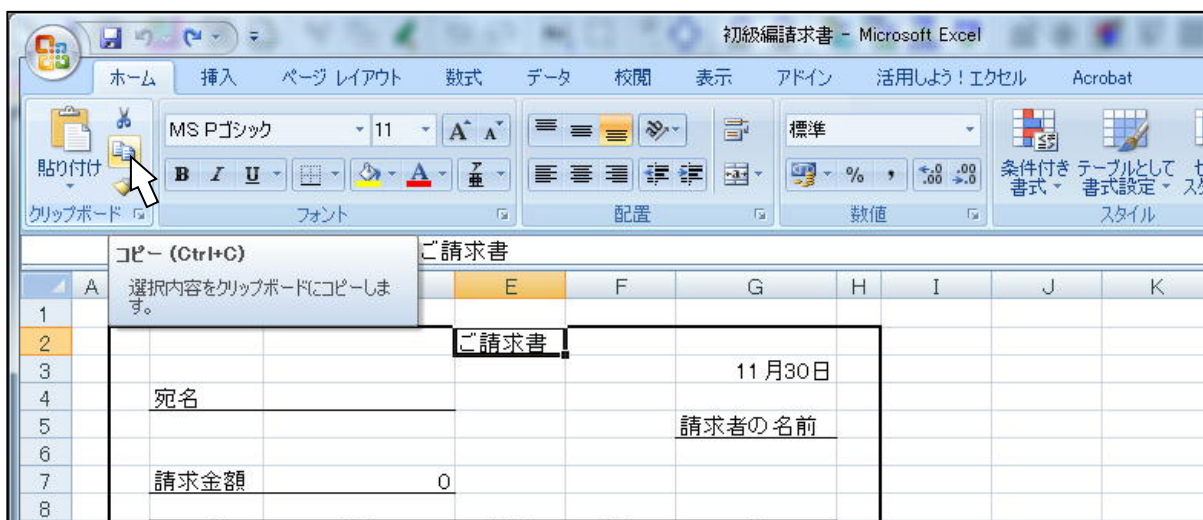 初級編請求書 - Microsoft Excel
ホーム 挿入 ページ レイアウト 数式 データ 校閲 表示 アドイン 活用しよう!エクセル Acrobat
貼り付け
クリップボード
MS Pゴシック 11
B I U
フォント
配置
標準
% ,
数値
条件付き書式
テーブルとして書式設定
スタイル
ご請求書
コピー (Ctrl+C)
選択内容をクリップボードにコピーしま
す。
A E F G H I J K
1
2 ご請求書
3 11月30日
4 宛名
5 請求者の名前
6
7 請求金額 0
8